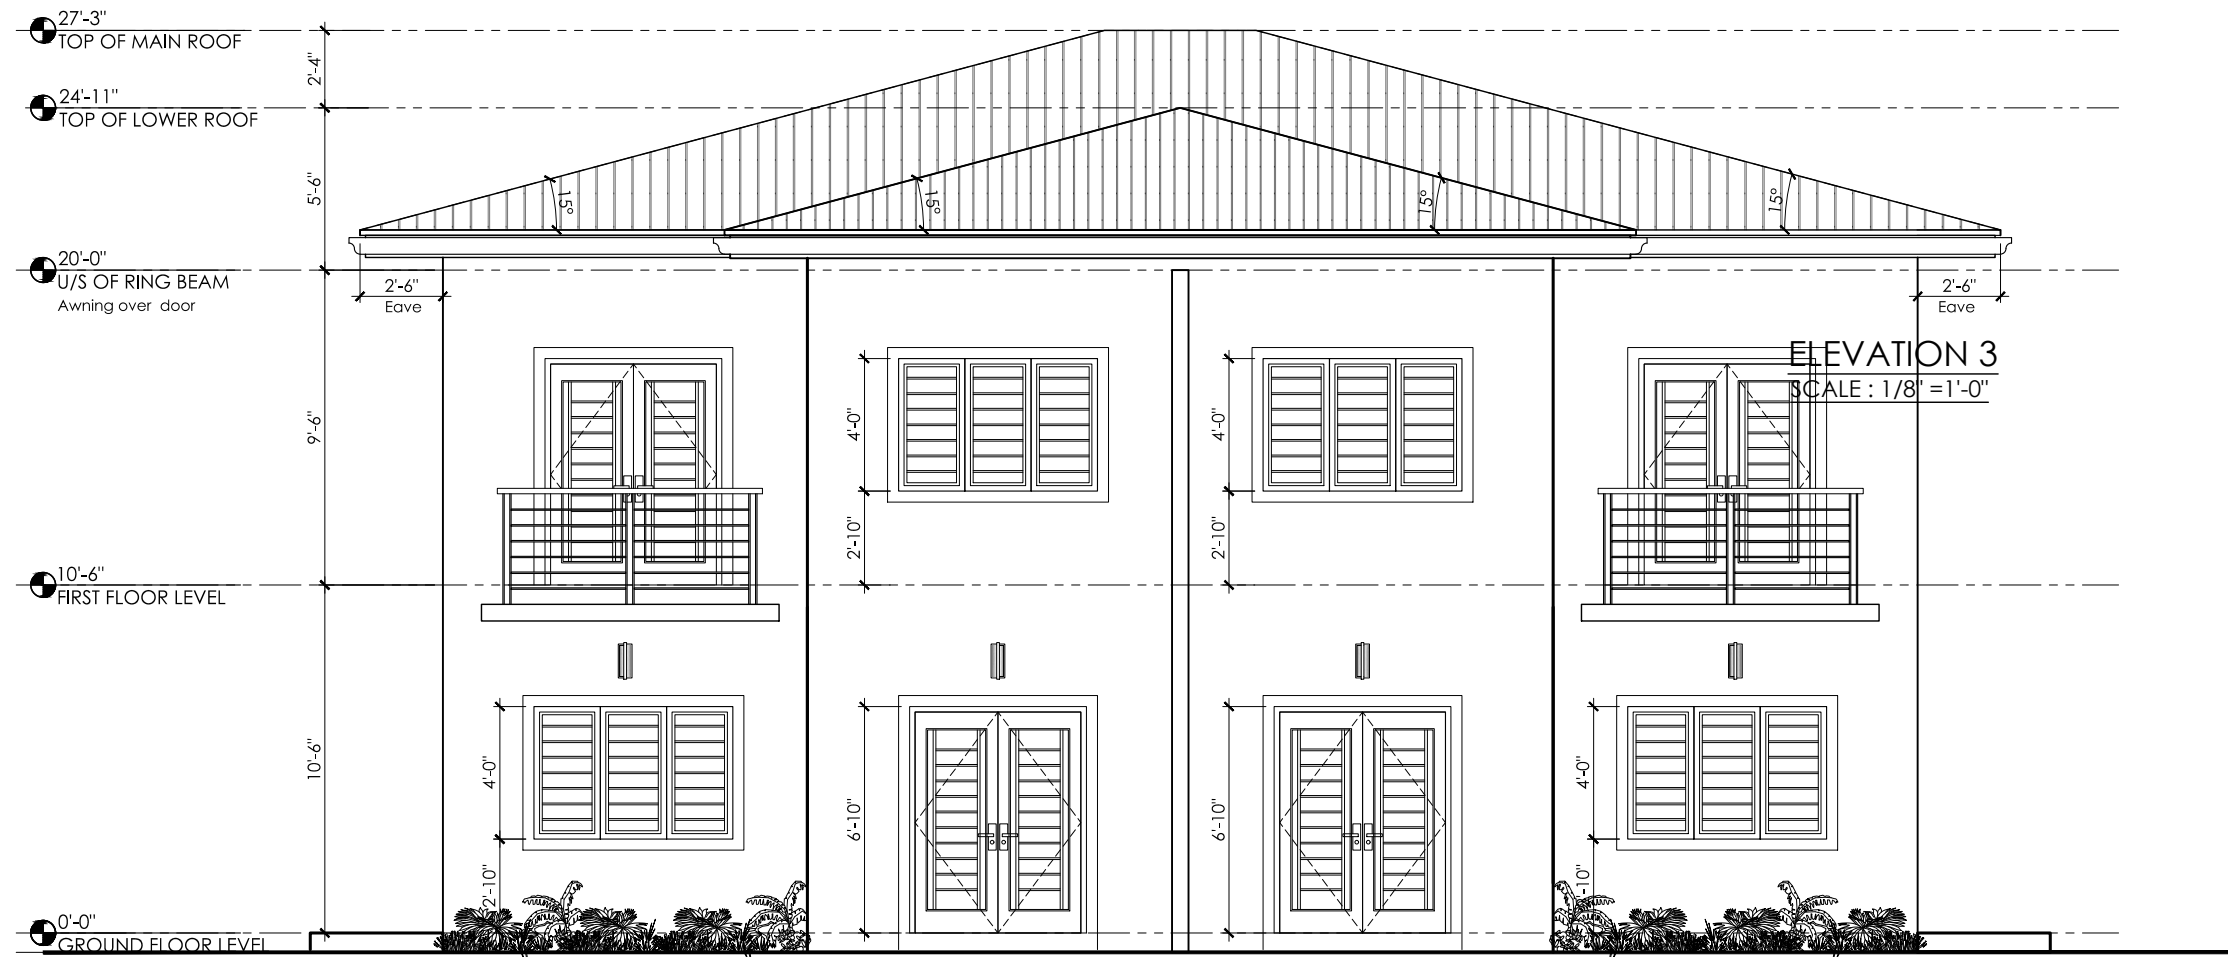 27'-3"
TOP OF MAIN ROOF
2'-4"
24'-11"
TOP OF LOWER ROOF
5'-6"
15°
15°
15°
15°
20'-0"
U/S OF RING BEAM
Awning over door
2'-6"
Eave
2'-6"
Eave
ELEVATION 3
SCALE : 1/8" =1'-0"
9'-6"
4'-0"
4'-0"
2'-10"
2'-10"
10'-6"
FIRST FLOOR LEVEL
10'-6"
4'-0"
6'-10"
6'-10"
4'-0"
2'-10"
-10"
0'-0"
GROUND FLOOR LEVEL